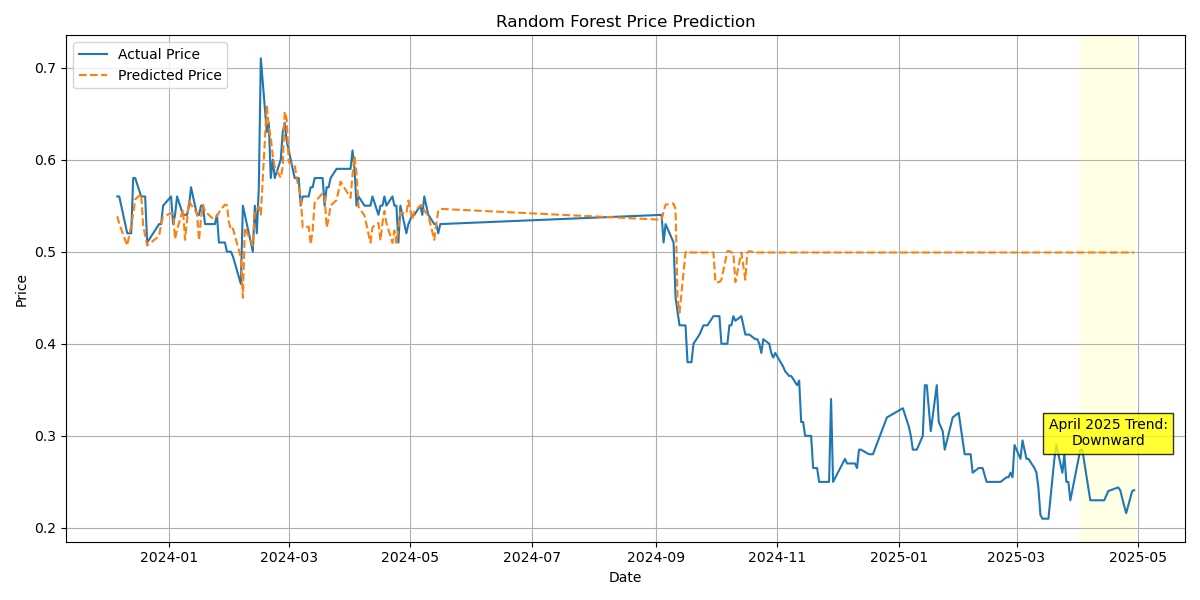 Random Forest Price Prediction
Actual Price
Predicted Price
Price
0.7
0.6
0.5
0.4
0.3
0.2
April 2025 Trend:
Downward
2024-01 2024-03 2024-05 2024-07 2024-09 2024-11 2025-01 2025-03 2025-05
Date